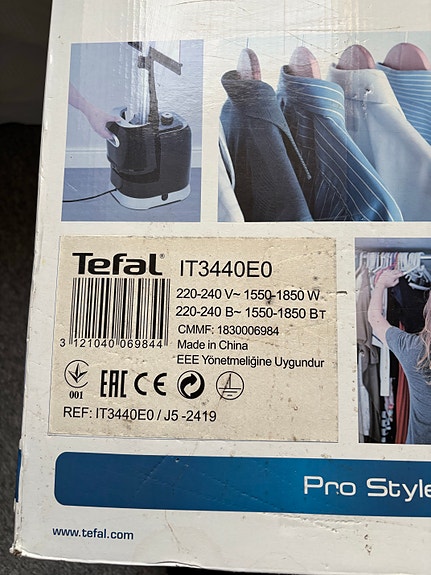 Tefal IT3440E0
220-240 V~ 1550-1850 W
220-240 В~ 1550-1850 Вт
CMMF: 1830006984
Made in China
EEE Yönetmeliğine Uygundur
3 121040 069844
001 EAC CE
REF: IT3440E0 / J5 -2419
Pro Style
www.tefal.com